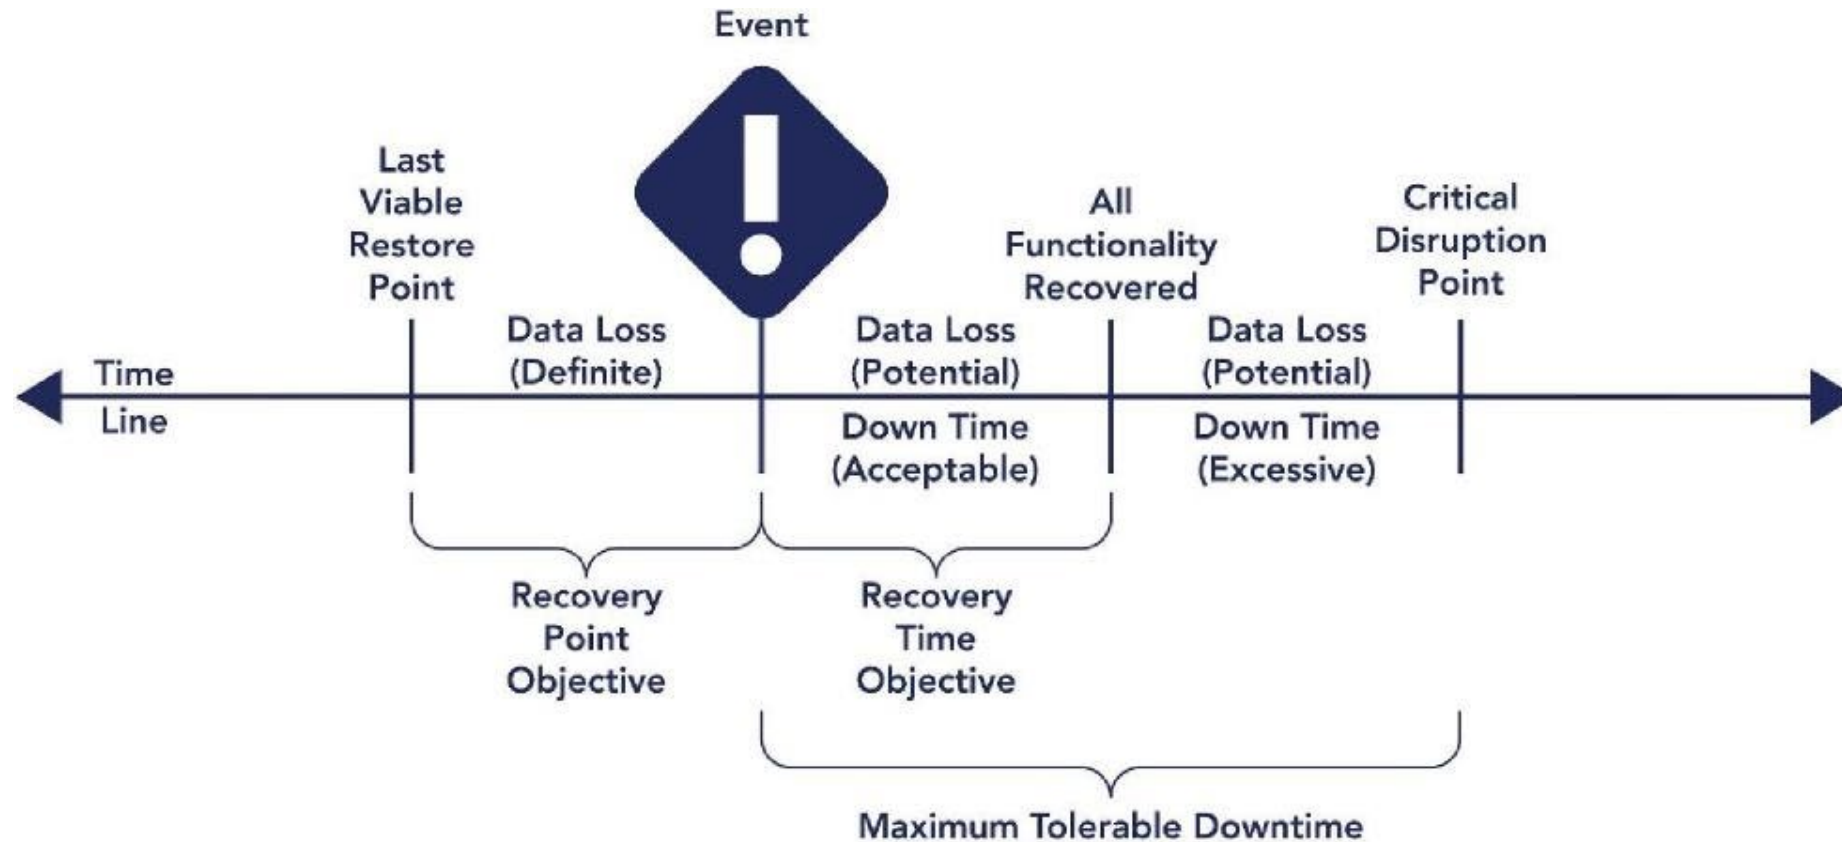 Event
Last
Viable
Restore
Point
All
Functionality
Recovered
Critical
Disruption
Point
Time
Line
Data Loss
(Definite)
Data Loss
(Potential)
Data Loss
(Potential)
Down Time
(Acceptable)
Down Time
(Excessive)
Recovery
Point
Objective
Recovery
Time
Objective
Maximum Tolerable Downtime